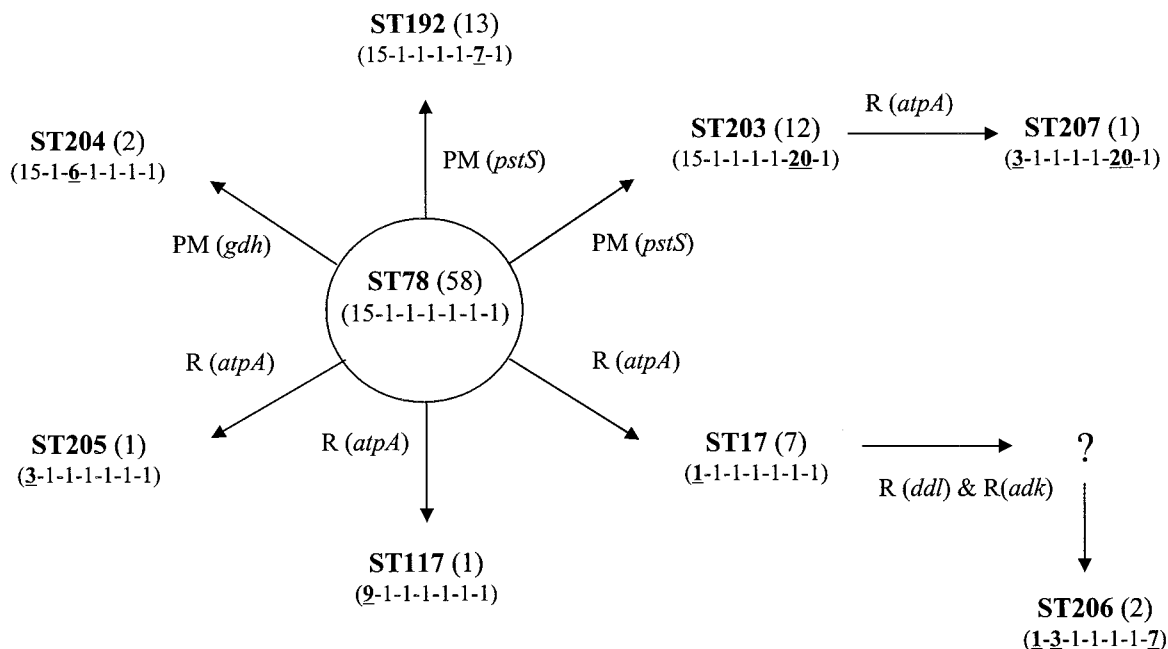 ST192 (13)
(15-1-1-1-1-7-1)
ST204 (2)
(15-1-6-1-1-1-1)
PM (pstS)
ST203 (12)
(15-1-1-1-1-20-1)
R (atpA)
ST207 (1)
(3-1-1-1-1-20-1)
PM (gdh)
PM (pstS)
ST78 (58)
(15-1-1-1-1-1-1)
R (atpA)
R (atpA)
ST205 (1)
(3-1-1-1-1-1-1)
R (atpA)
ST17 (7)
(1-1-1-1-1-1-1)
?
R (ddl) & R(adk)
ST117 (1)
(9-1-1-1-1-1-1)
ST206 (2)
(1-3-1-1-1-1-7)